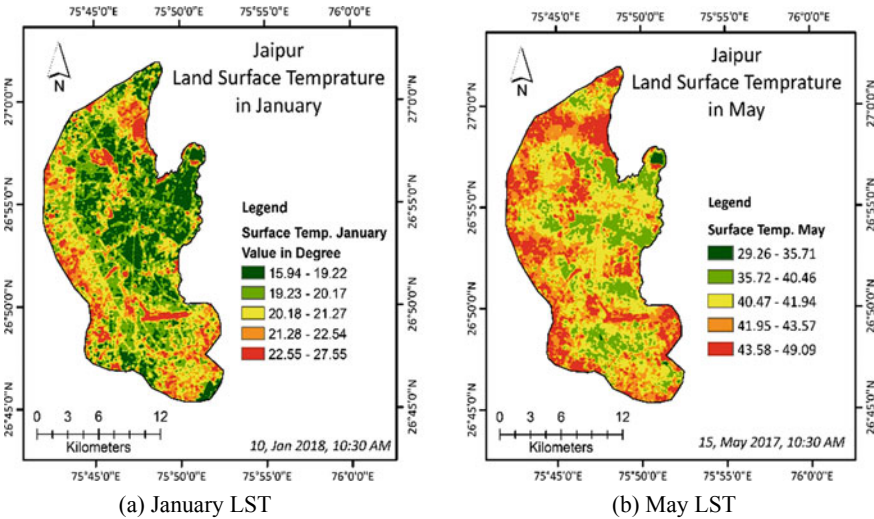 75°45'0"E 75°50'0"E 75°55'0"E 76°0'0"E
Jaipur
Land Surface Temprature
in January
N
27°0'0"N
26°55'0"N
26°50'0"N
26°45'0"N
Legend
Surface Temp. January
Value in Degree
15.94 - 19.22
19.23 - 20.17
20.18 - 21.27
21.28 - 22.54
22.55 - 27.55
0 3 6 12
Kilometers
10, Jan 2018, 10:30 AM
27°0'0"N
26°55'0"N
26°50'0"N
26°45'0"N
75°45'0"E 75°50'0"E 75°55'0"E 76°0'0"E
(a) January LST
75°45'0"E 75°50'0"E 75°55'0"E 76°0'0"E
Jaipur
Land Surface Temprature
in May
N
27°0'0"N
26°55'0"N
26°50'0"N
26°45'0"N
Legend
Surface Temp. May
29.26 - 35.71
35.72 - 40.46
40.47 - 41.94
41.95 - 43.57
43.58 - 49.09
0 3 6 12
Kilometers
15, May 2017, 10:30 AM
27°0'0"N
26°55'0"N
26°50'0"N
26°45'0"N
75°45'0"E 75°50'0"E 75°55'0"E 76°0'0"E
(b) May LST